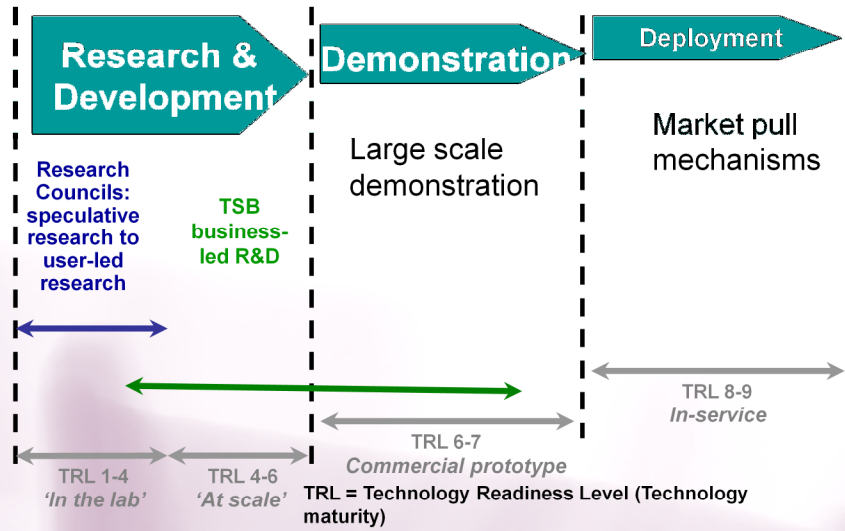 Research &
Development
Demonstration
Deployment
Research
Councils:
speculative
research to
user-led
research
TSB
business-
led R&D
Large scale
demonstration
Market pull
mechanisms
TRL 1-4
‘In the lab’
TRL 4-6
‘At scale’
TRL 6-7
Commercial prototype
TRL 8-9
In-service
TRL = Technology Readiness Level (Technology
maturity)